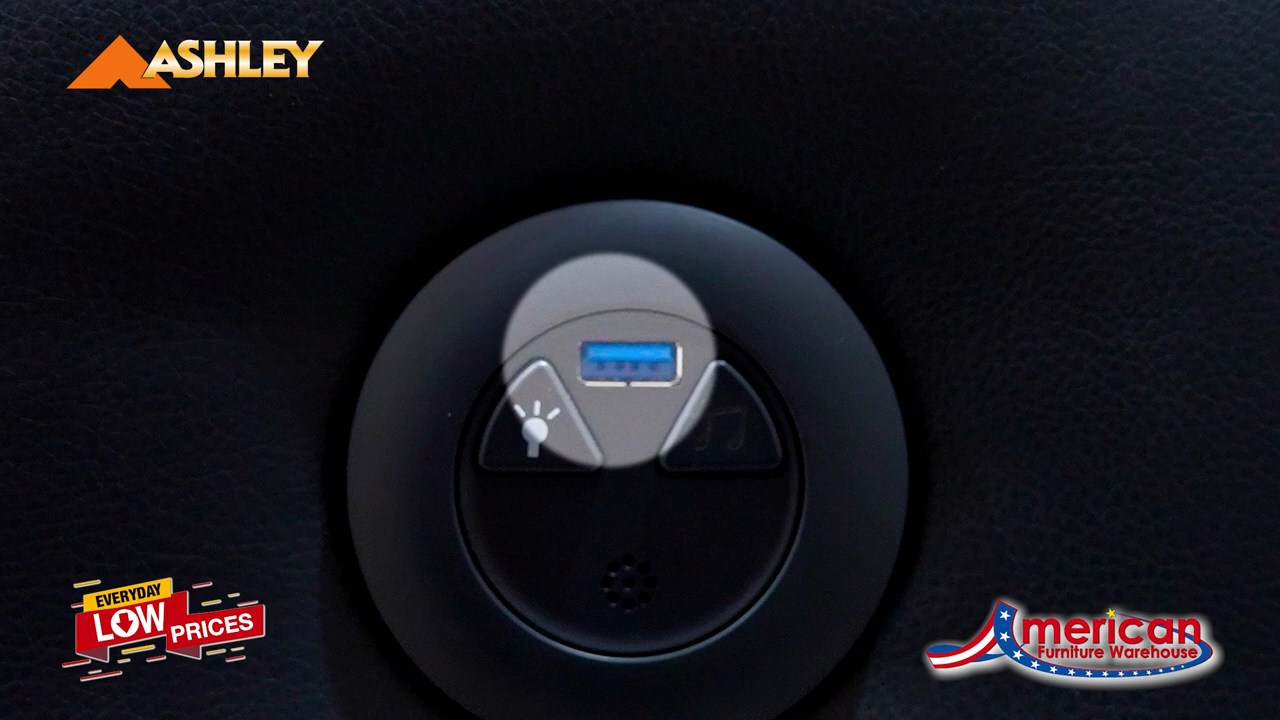 ASHLEY
EVERYDAY
LOW
PRICES
American
Furniture Warehouse